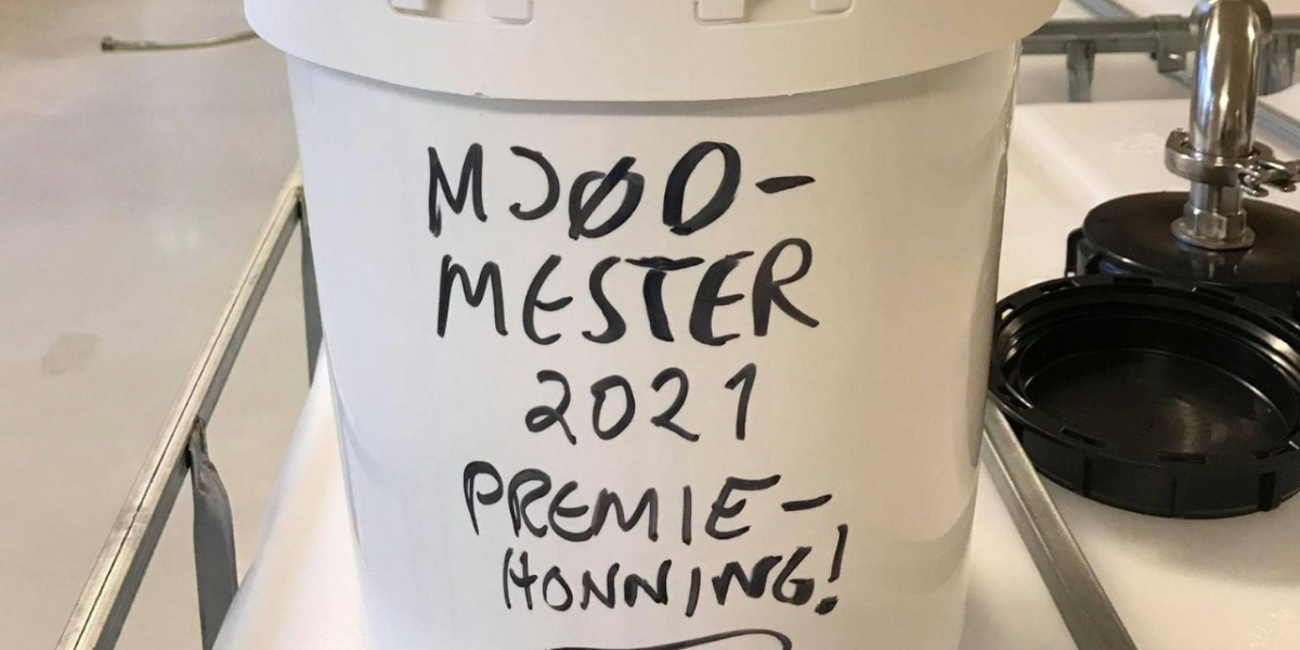 MJØD-
MESTER
2021
PREMIE-
HONNING!